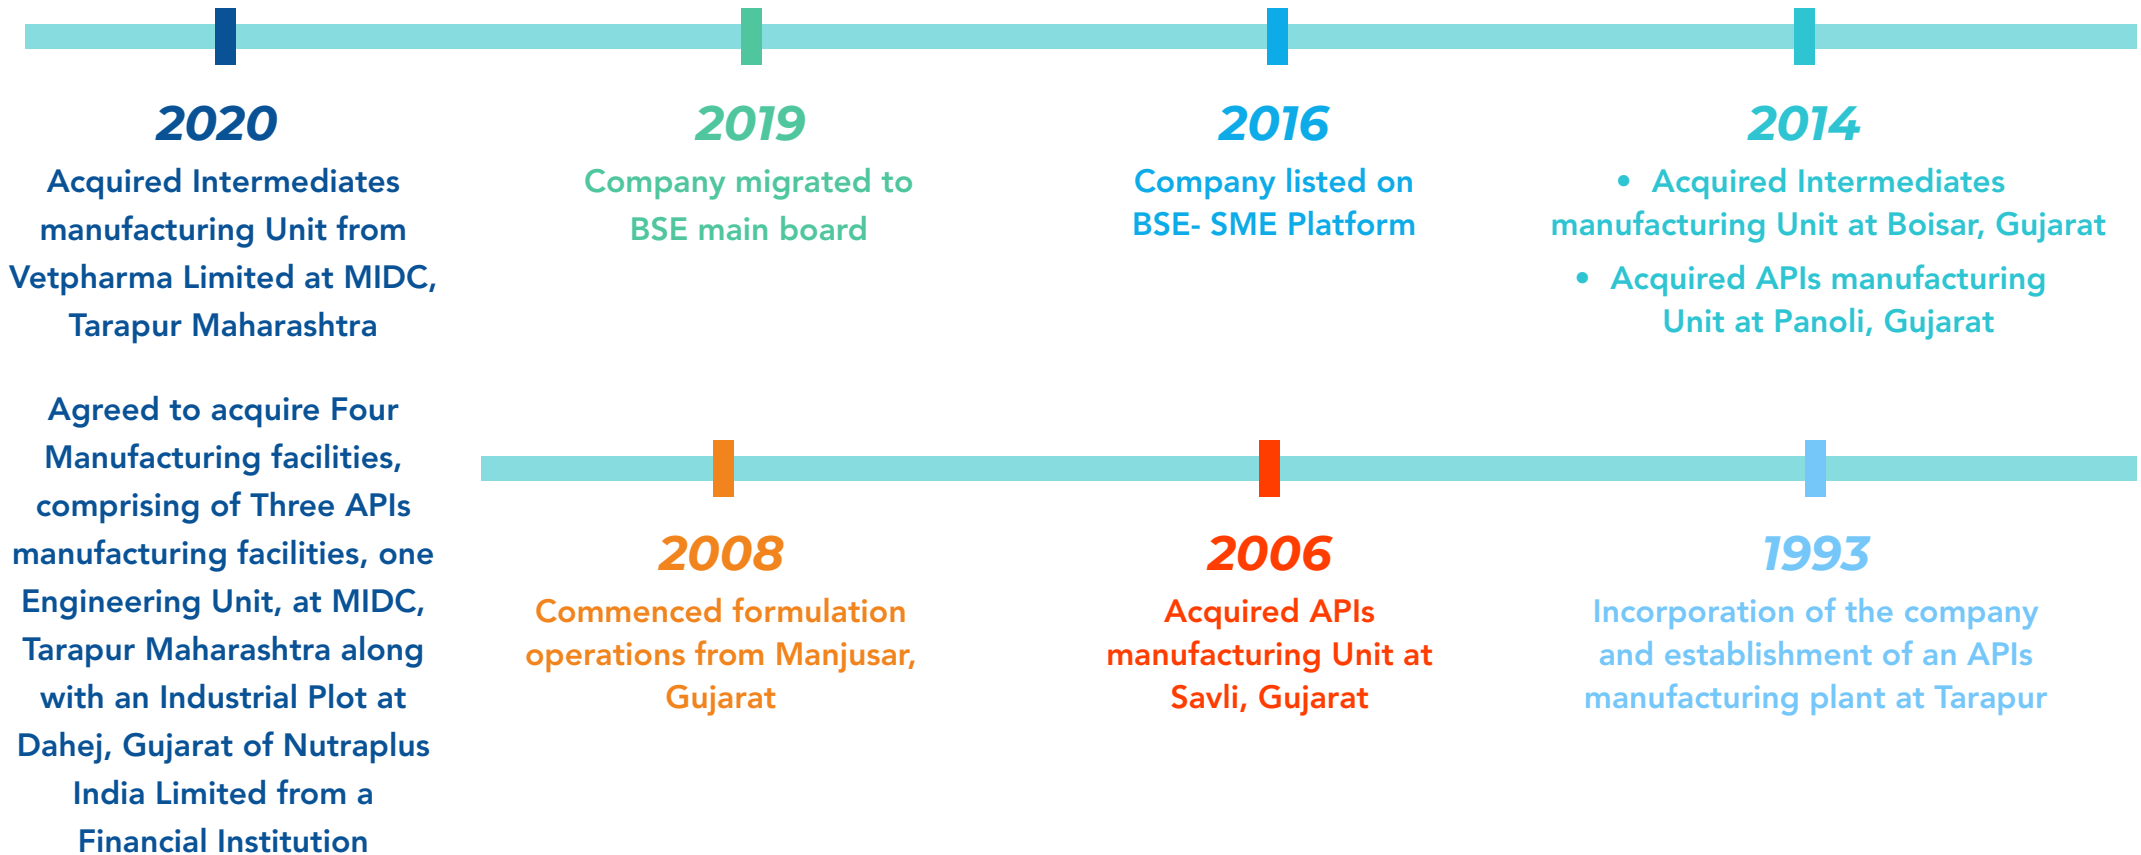 2020
Acquired Intermediates
manufacturing Unit from
Vetpharma Limited at MIDC,
Tarapur Maharashtra
Agreed to acquire Four
Manufacturing facilities,
comprising of Three APIs
manufacturing facilities, one
Engineering Unit, at MIDC,
Tarapur Maharashtra along
with an Industrial Plot at
Dahej, Gujarat of Nutraplus
India Limited from a
Financial Institution
2019
Company migrated to
BSE main board
2016
Company listed on
BSE- SME Platform
2014
• Acquired Intermediates
manufacturing Unit at Boisar, Gujarat
• Acquired APIs manufacturing
Unit at Panoli, Gujarat
2008
Commenced formulation
operations from Manjusar,
Gujarat
2006
Acquired APIs
manufacturing Unit at
Savli, Gujarat
1993
Incorporation of the company
and establishment of an APIs
manufacturing plant at Tarapur